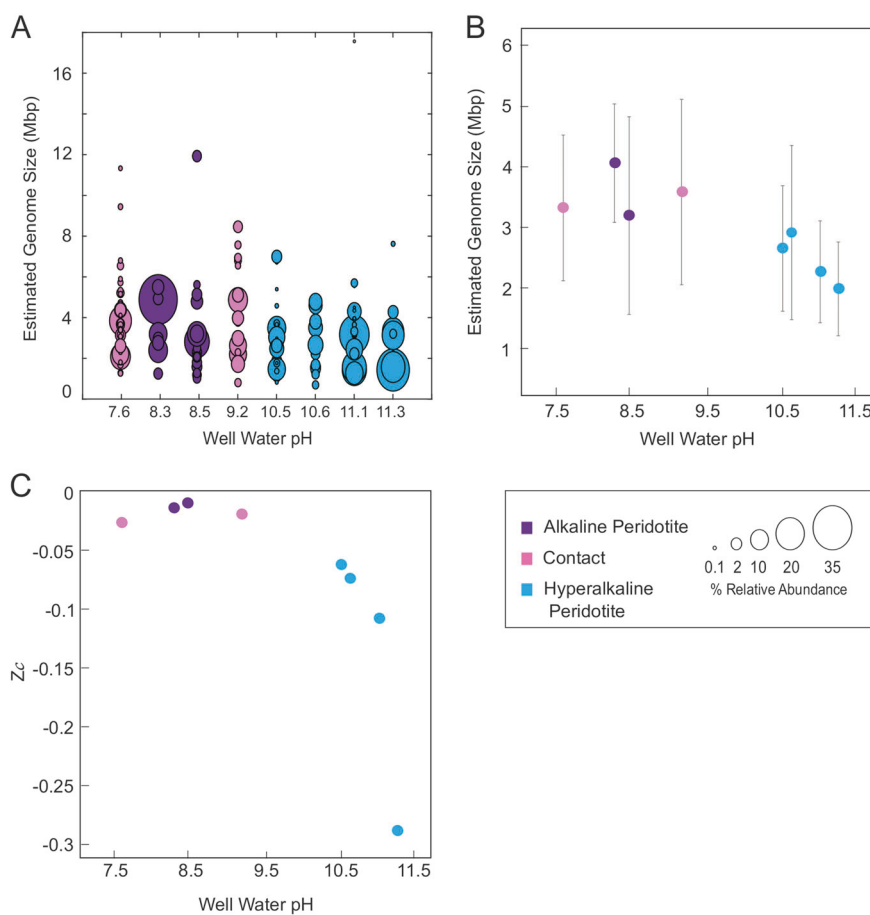 A
Estimated Genome Size (Mbp)
16
12
8
4
0
7.6 8.3 8.5 9.2 10.5 10.6 11.1 11.3
Well Water pH
B
Estimated Genome Size (Mbp)
6
5
4
3
2
1
7.5 8.5 9.5 10.5 11.5
Well Water pH
C
Zc
0
-0.05
-0.1
-0.15
-0.2
-0.25
-0.3
7.5 8.5 9.5 10.5 11.5
Well Water pH
Alkaline Peridotite
Contact
Hyperalkaline
Peridotite
0.1 2 10 20 35
% Relative Abundance